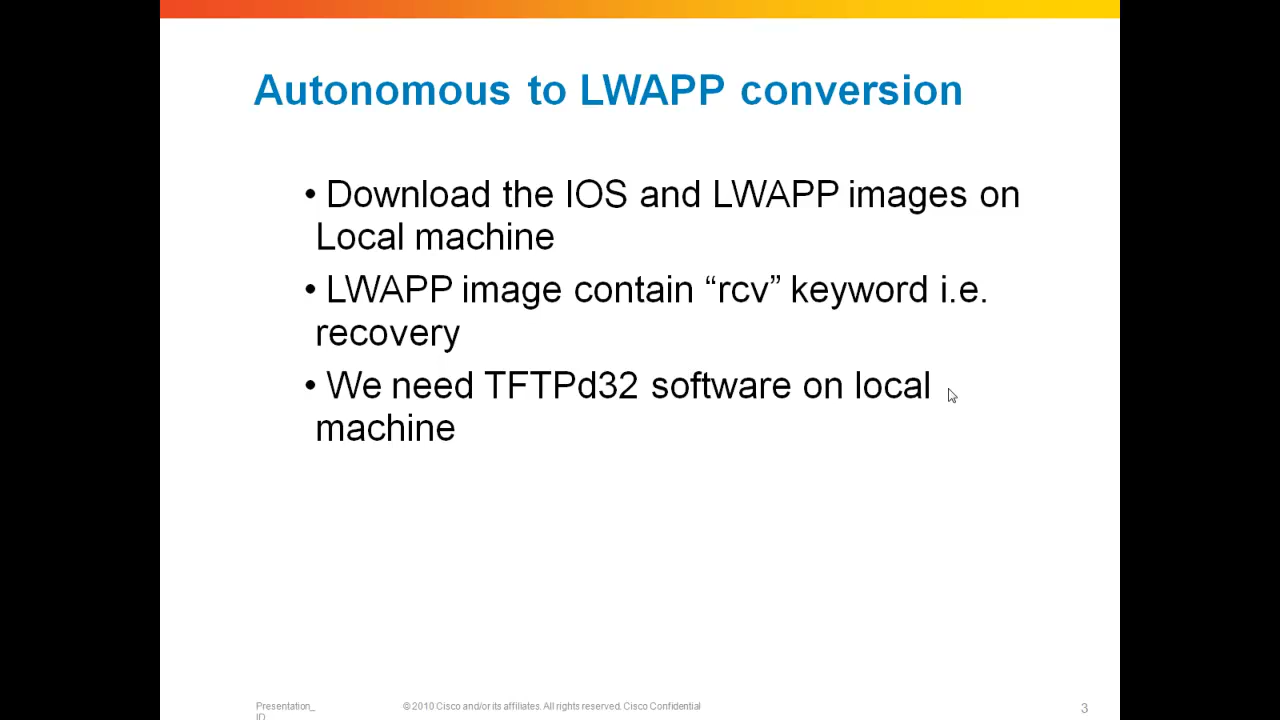 Autonomous to LWAPP conversion
• Download the IOS and LWAPP images on
Local machine
• LWAPP image contain “rcv” keyword i.e.
recovery
• We need TFTPd32 software on local
machine
Presentation_
ID
© 2010 Cisco and/or its affiliates. All rights reserved. Cisco Confidential
3